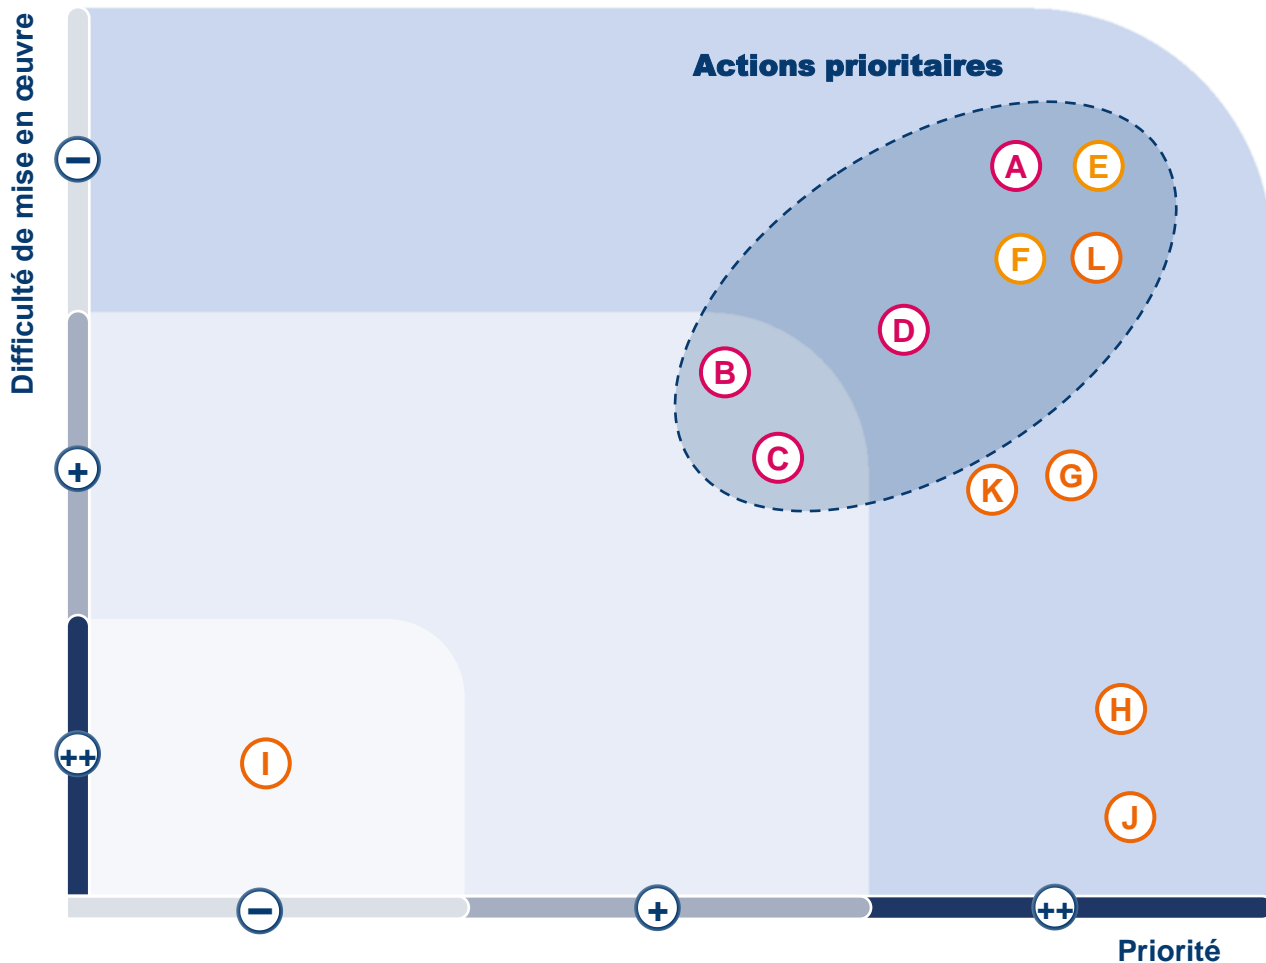 Difficulté de mise en œuvre
Actions prioritaires
−
A
E
F
L
D
B
C
+
K
G
H
++
I
J
−
+
++
Priorité